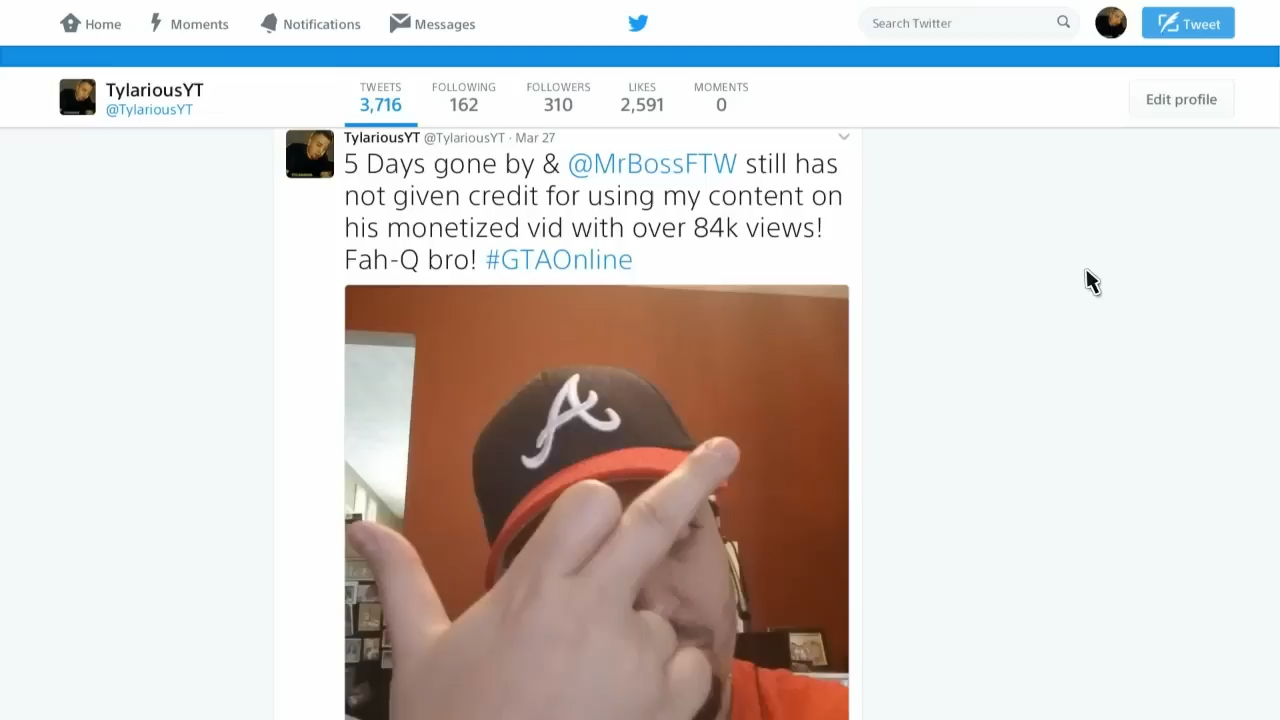 Home Moments Notifications Messages Search Twitter Tweet
TylariousYT
@TylariousYT
TWEETS FOLLOWING FOLLOWERS LIKES MOMENTS
3,716 162 310 2,591 0
Edit profile
TylariousYT @TylariousYT · Mar 27
5 Days gone by & @MrBossFTW still has
not given credit for using my content on
his monetized vid with over 84k views!
Fah-Q bro! #GTAOnline
A